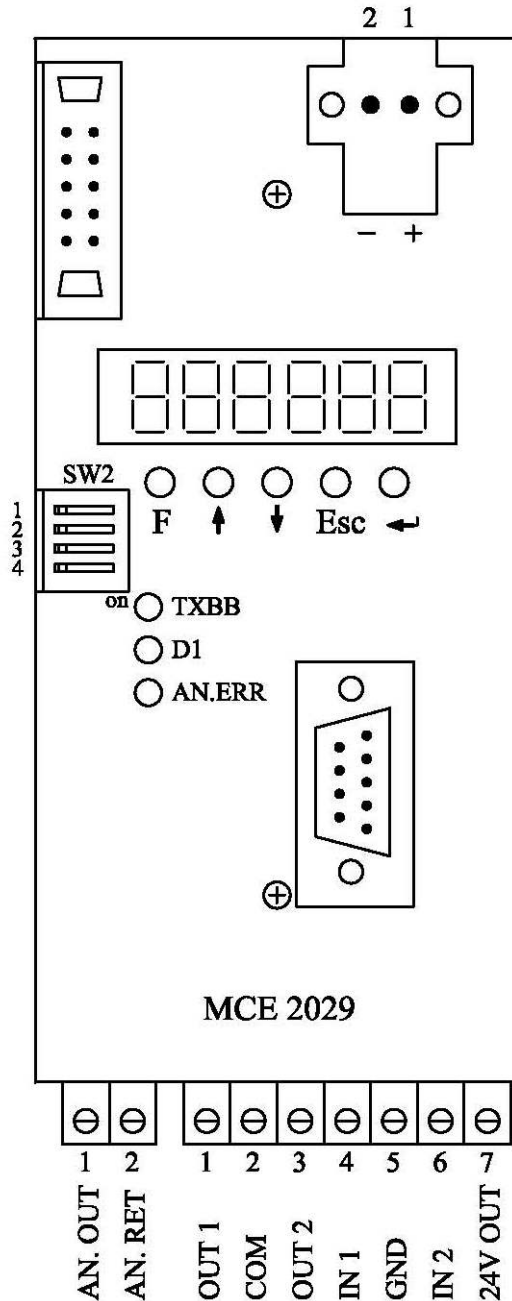 2 1
− +
SW2
1
2
3
4
F Esc
on
TXBB
D1
AN.ERR
MCE 2029
1 2 1 2 3 4 5 6 7
AN. OUT
AN. RET
OUT 1
COM
OUT 2
IN 1
GND
IN 2
24V OUT